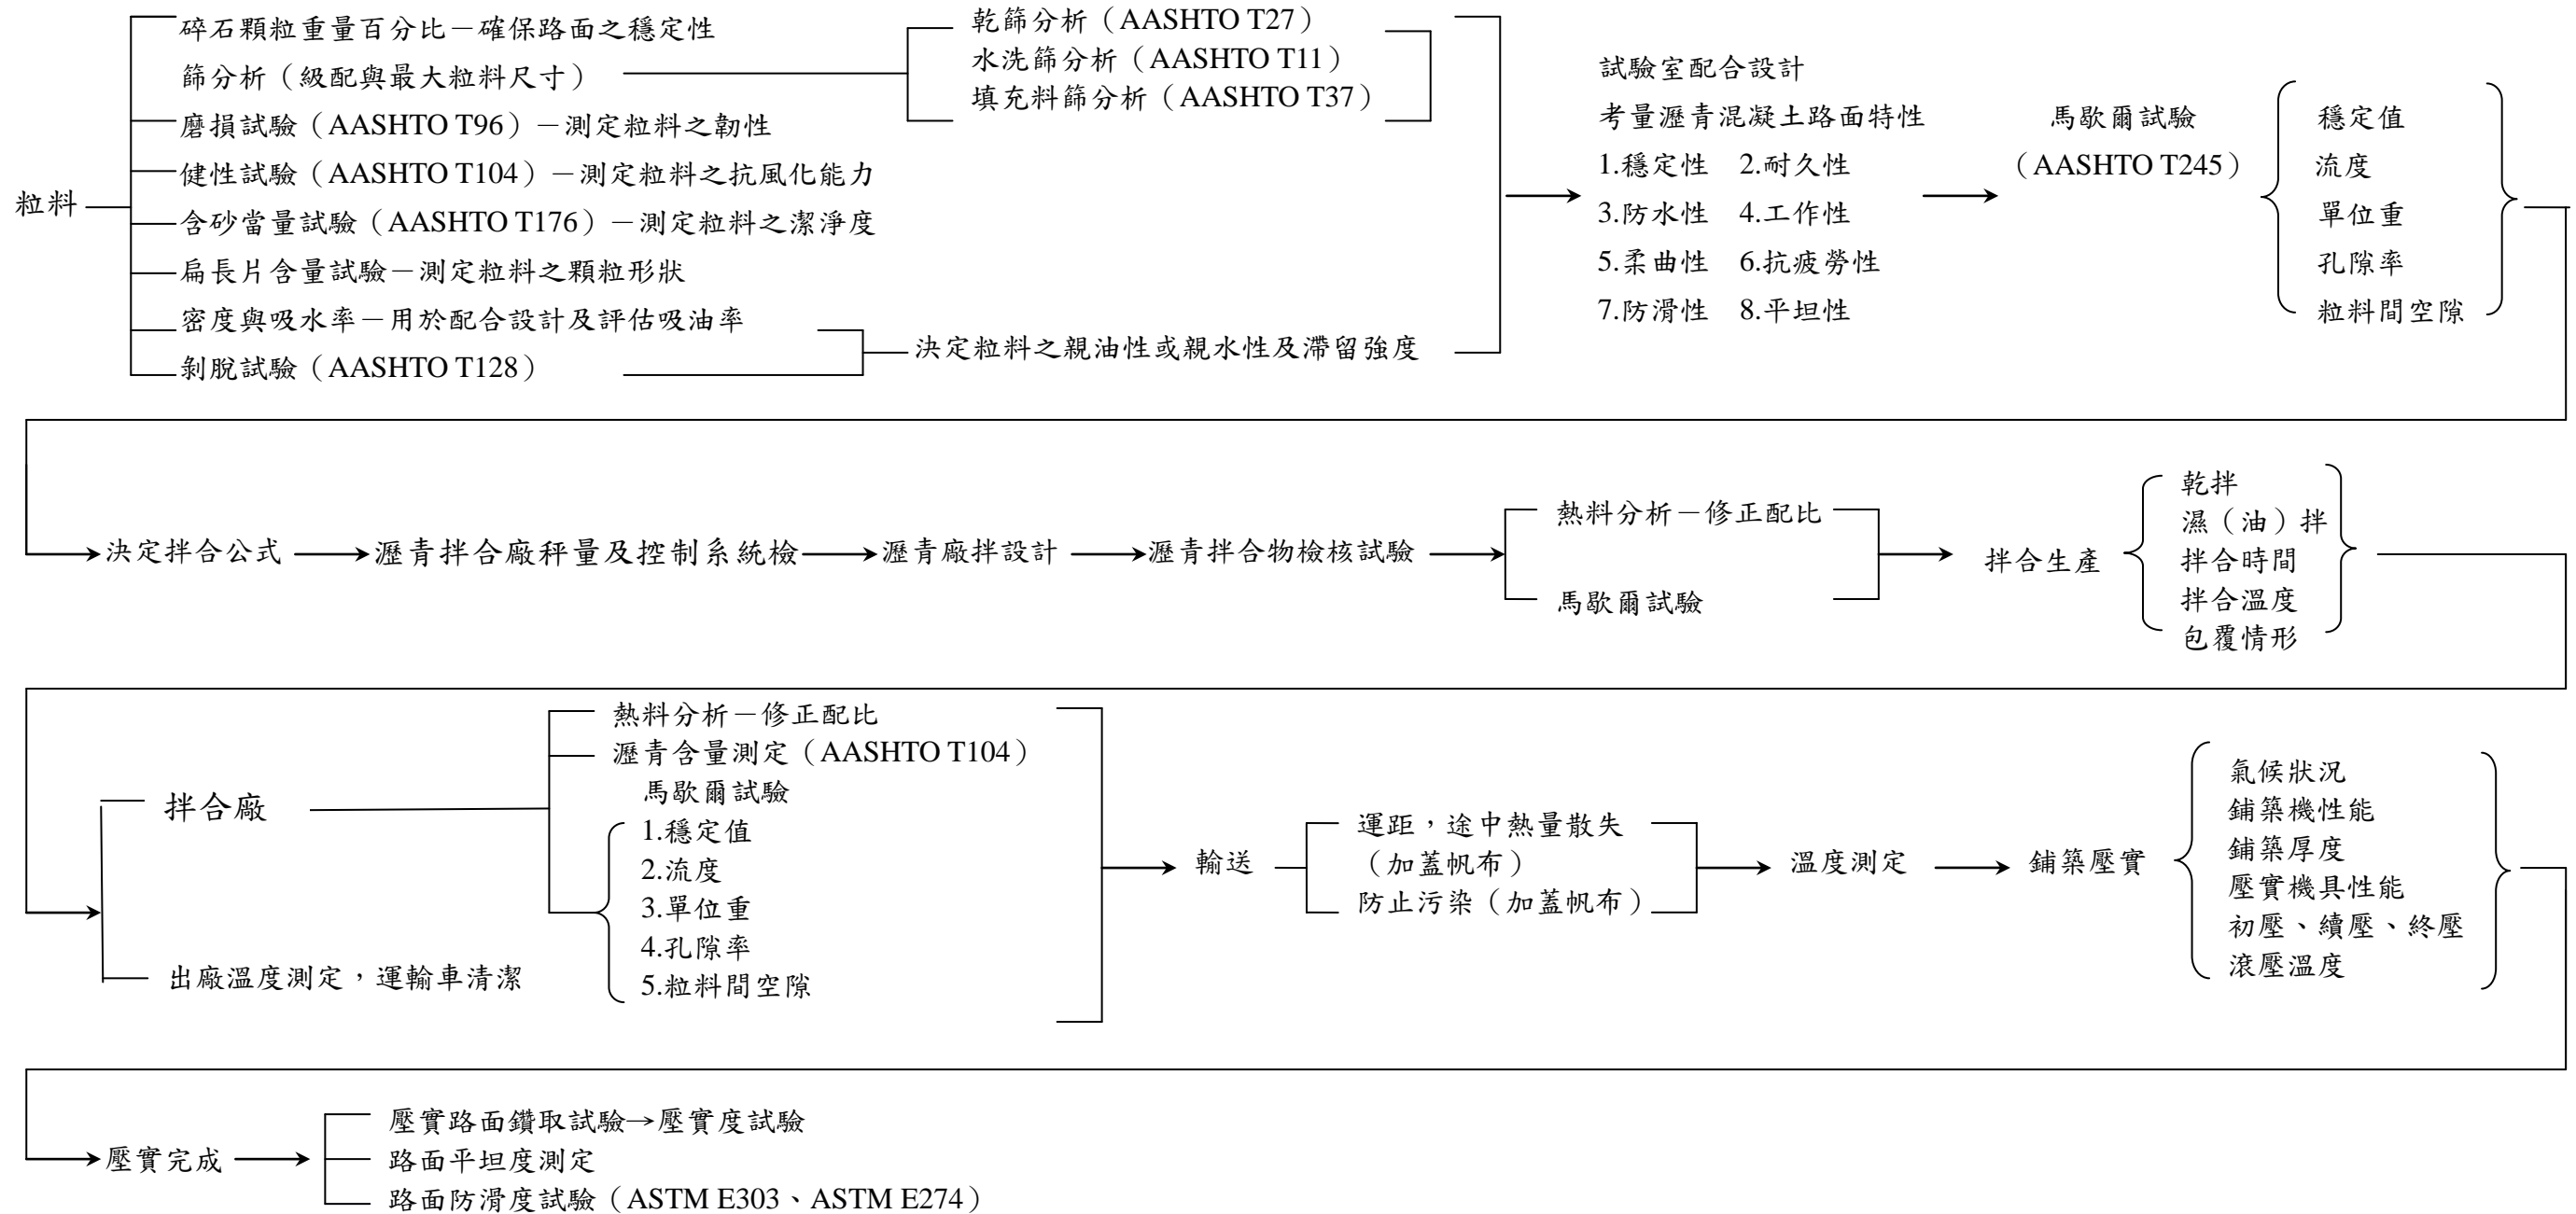 碎石顆粒重量百分比－確保路面之穩定性
篩分析（級配與最大粒料尺寸）
乾篩分析（AASHTO T27）
水洗篩分析（AASHTO T11）
填充料篩分析（AASHTO T37）
磨損試驗（AASHTO T96）－測定粒料之韌性
健性試驗（AASHTO T104）－測定粒料之抗風化能力
粒料
含砂當量試驗（AASHTO T176）－測定粒料之潔淨度
扁長片含量試驗－測定粒料之顆粒形狀
密度與吸水率－用於配合設計及評估吸油率
剝脫試驗（AASHTO T128）
決定粒料之親油性或親水性及滯留強度
試驗室配合設計
考量瀝青混凝土路面特性
1.穩定性 2.耐久性
3.防水性 4.工作性
5.柔曲性 6.抗疲勞性
7.防滑性 8.平坦性
馬歇爾試驗
（AASHTO T245）
穩定值
流度
單位重
孔隙率
粒料間空隙
決定拌合公式
瀝青拌合廠秤量及控制系統檢
瀝青廠拌設計
瀝青拌合物檢核試驗
熱料分析－修正配比
馬歇爾試驗
拌合生產
乾拌
濕（油）拌
拌合時間
拌合溫度
包覆情形
拌合廠
熱料分析－修正配比
瀝青含量測定（AASHTO T104）
馬歇爾試驗
1.穩定值
2.流度
3.單位重
4.孔隙率
5.粒料間空隙
出廠溫度測定，運輸車清潔
輸送
運距，途中熱量散失
（加蓋帆布）
防止污染（加蓋帆布）
溫度測定
鋪築壓實
氣候狀況
鋪築機性能
鋪築厚度
壓實機具性能
初壓、續壓、終壓
滾壓溫度
壓實完成
壓實路面鑽取試驗→壓實度試驗
路面平坦度測定
路面防滑度試驗（ASTM E303、ASTM E274）